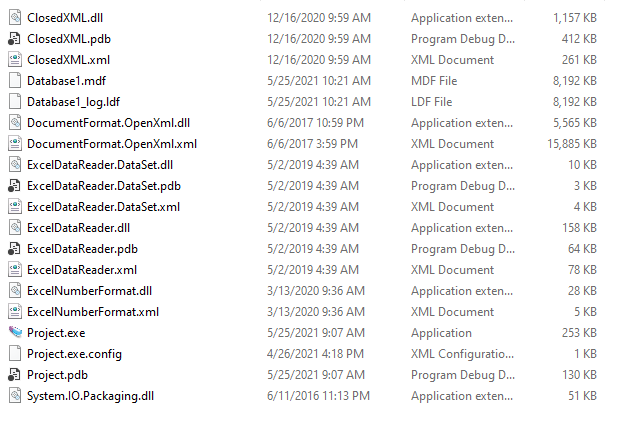 ClosedXML.dll 12/16/2020 9:59 AM Application exten... 1,157 KB
ClosedXML.pdb 12/16/2020 9:59 AM Program Debug D... 412 KB
ClosedXML.xml 12/16/2020 9:59 AM XML Document 261 KB
Database1.mdf 5/25/2021 10:21 AM MDF File 8,192 KB
Database1_log.ldf 5/25/2021 10:21 AM LDF File 8,192 KB
DocumentFormat.OpenXml.dll 6/6/2017 10:59 PM Application exten... 5,565 KB
DocumentFormat.OpenXml.xml 6/6/2017 3:59 PM XML Document 15,885 KB
ExcelDataReader.DataSet.dll 5/2/2019 4:39 AM Application exten... 10 KB
ExcelDataReader.DataSet.pdb 5/2/2019 4:39 AM Program Debug D... 3 KB
ExcelDataReader.DataSet.xml 5/2/2019 4:39 AM XML Document 4 KB
ExcelDataReader.dll 5/2/2019 4:39 AM Application exten... 158 KB
ExcelDataReader.pdb 5/2/2019 4:39 AM Program Debug D... 64 KB
ExcelDataReader.xml 5/2/2019 4:39 AM XML Document 78 KB
ExcelNumberFormat.dll 3/13/2020 9:36 AM Application exten... 28 KB
ExcelNumberFormat.xml 3/13/2020 9:36 AM XML Document 5 KB
Project.exe 5/25/2021 9:07 AM Application 253 KB
Project.exe.config 4/26/2021 4:18 PM XML Configuratio... 1 KB
Project.pdb 5/25/2021 9:07 AM Program Debug D... 130 KB
System.IO.Packaging.dll 6/11/2016 11:13 PM Application exten... 51 KB